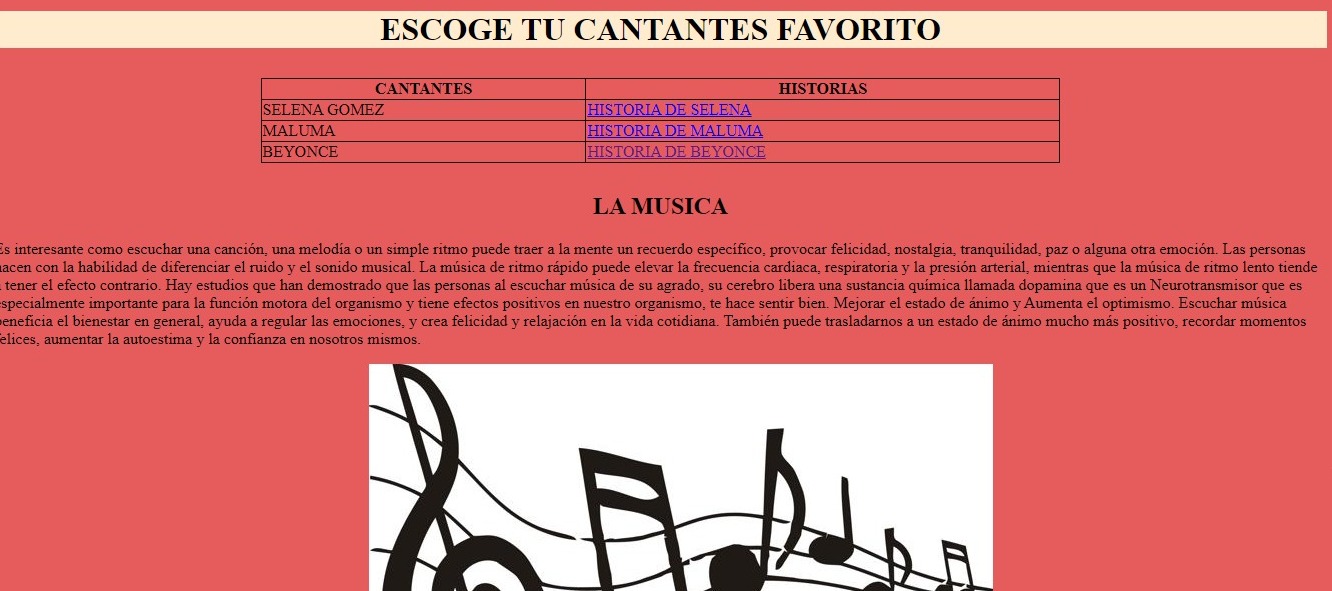 ESCOGE TU CANTANTES FAVORITO
CANTANTES HISTORIAS
SELENA GOMEZ HISTORIA DE SELENA
MALUMA HISTORIA DE MALUMA
BEYONCE HISTORIA DE BEYONCE
LA MUSICA
Es interesante como escuchar una canción, una melodía o un simple ritmo puede traer a la mente un recuerdo específico, provocar felicidad, nostalgia, tranquilidad, paz o alguna otra emoción. Las personas
nacen con la habilidad de diferenciar el ruido y el sonido musical. La música de ritmo rápido puede elevar la frecuencia cardiaca, respiratoria y la presión arterial, mientras que la música de ritmo lento tiende
a tener el efecto contrario. Hay estudios que han demostrado que las personas al escuchar música de su agrado, su cerebro libera una sustancia química llamada dopamina que es un Neurotransmisor que es
especialmente importante para la función motora del organismo y tiene efectos positivos en nuestro organismo, te hace sentir bien. Mejorar el estado de ánimo y Aumenta el optimismo. Escuchar música
beneficia el bienestar en general, ayuda a regular las emociones, y crea felicidad y relajación en la vida cotidiana. También puede trasladarnos a un estado de ánimo mucho más positivo, recordar momentos
felices, aumentar la autoestima y la confianza en nosotros mismos.